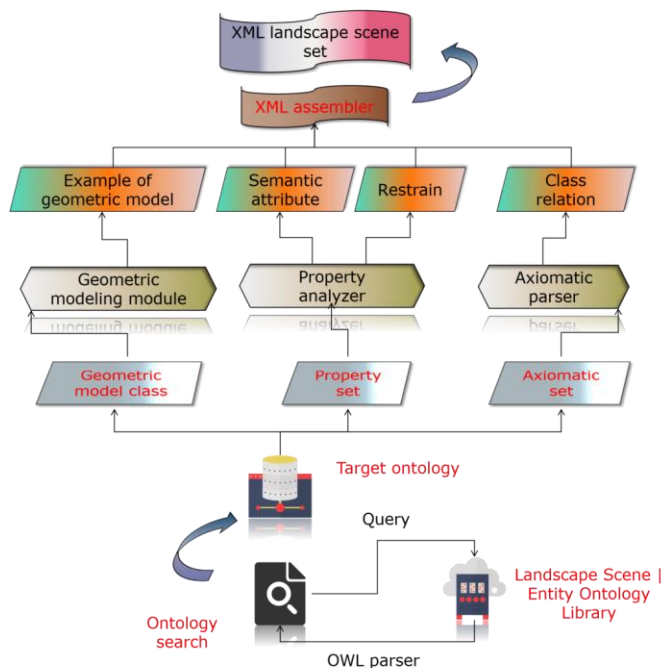 XML landscape scene
set
XML assembler
Example of
geometric model
Semantic
attribute
Restrain
Class
relation
Geometric
modeling module
Property
analyzer
Axiomatic
parser
Geometric
model class
Property
set
Axiomatic
set
Target ontology
Query
Landscape Scene |
Entity Ontology
Library
Ontology
search
OWL parser